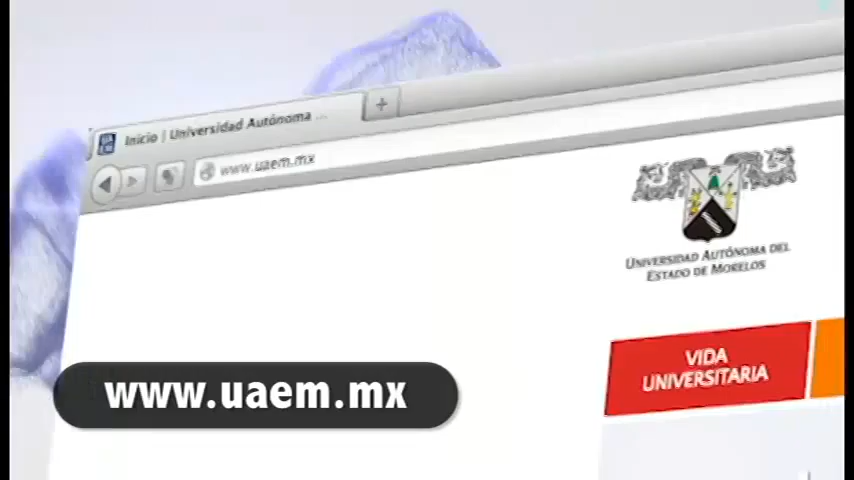 Inicio | Universidad Autónoma ...
www.uaem.mx
UNIVERSIDAD AUTÓNOMA DEL
ESTADO DE MORELOS
VIDA
UNIVERSITARIA
www.uaem.mx